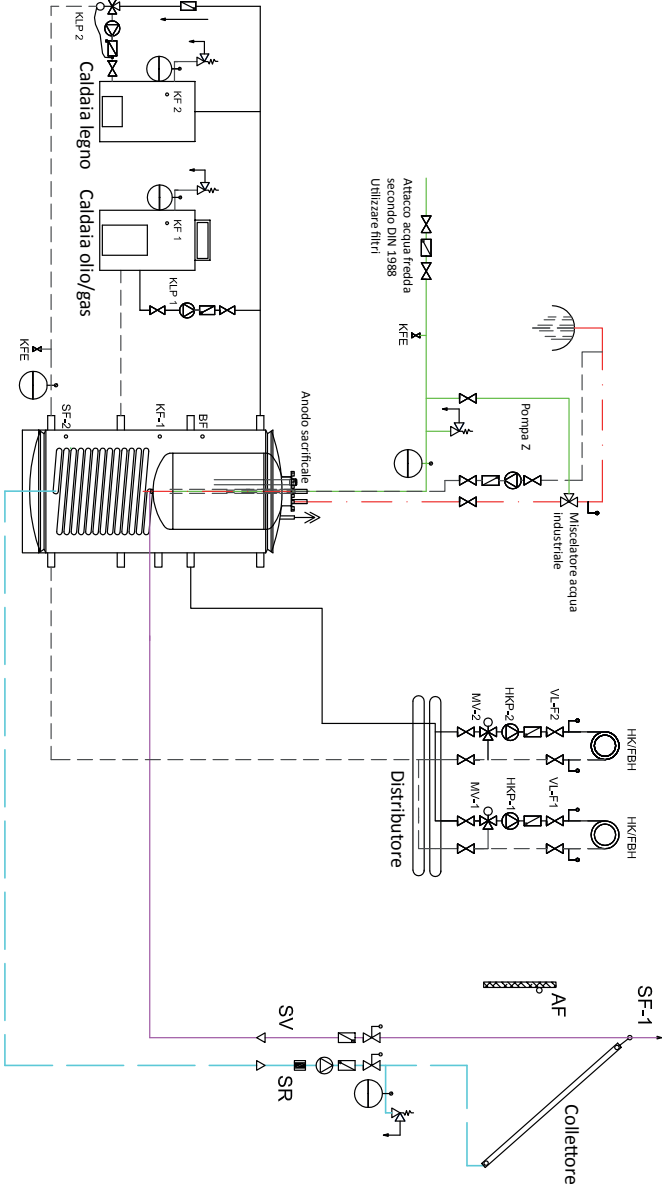 KLP 2
KF 2
Caldaia legno
KF 1
Caldaia olio/gas
KLP 1
KFE
SF-2
KF-1
BF
Anodo sacrificale
Attacco acqua fredda
secondo DIN 1988
Utilizzare filtri
KFE
Pompa Z
Miscelatore acqua
industriale
VL-F2
HKP-2
MV-2
HK/FBH
VL-F1
HKP-1
MV-1
HK/FBH
Distributore
AF
SF-1
Collettore
SV
SR